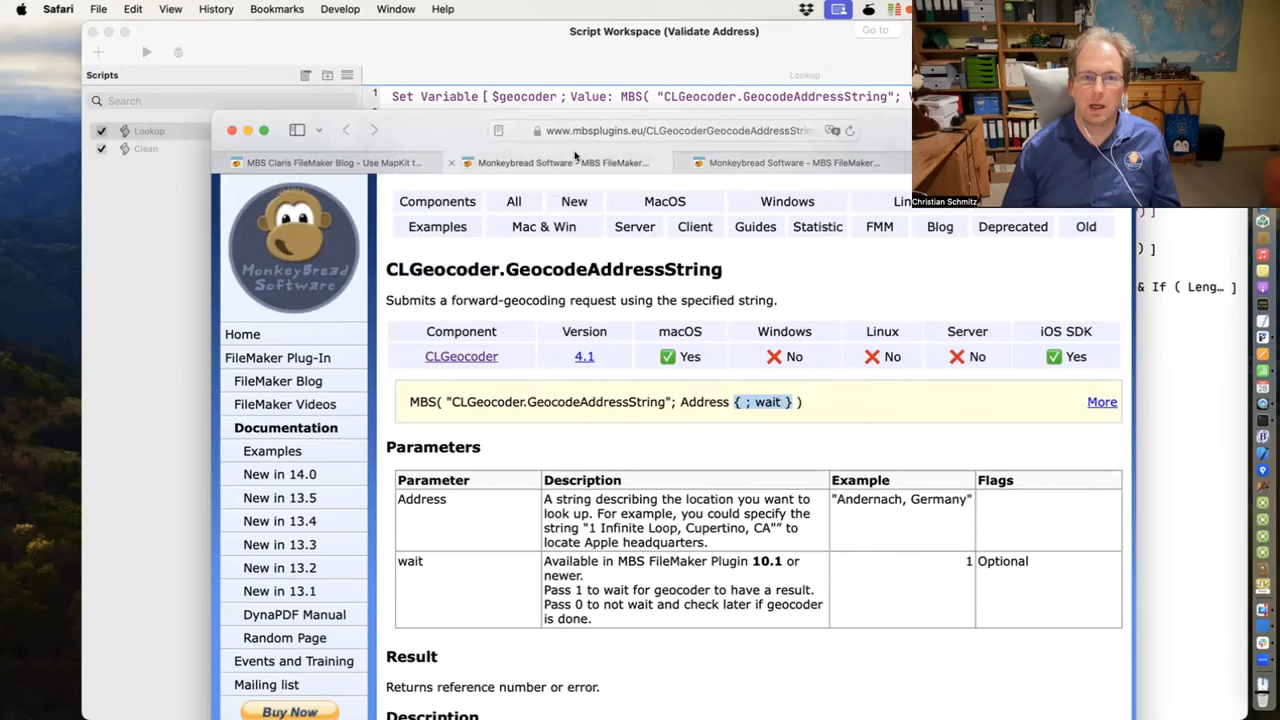 Safari File Edit View History Bookmarks Develop Window Help
Script Workspace (Validate Address)
Go to
Scripts
Lookup
Search
1 Set Variable [ $geocoder ; Value: MBS( "CLGeocoder.GeocodeAddressString";
Lookup
Clean
www.mbsplugins.eu/CLGeocoderGeocodeAddressStrin
MBS Claris FileMaker Blog - Use MapKit t...
Monkeybread Software - MBS FileMaker...
Monkeybread Software - MBS FileMaker...
Christian Schmitz
) ]
) ]
& If ( Leng... ]
MONKEYBREAD SOFTWARE
Components All New MacOS Windows Lin
Examples Mac & Win Server Client Guides Statistic FMM Blog Deprecated Old
CLGeocoder.GeocodeAddressString
Submits a forward-geocoding request using the specified string.
Component Version macOS Windows Linux Server iOS SDK
CLGeocoder 4.1 ✅ Yes ❌ No ❌ No ❌ No ✅ Yes
MBS( "CLGeocoder.GeocodeAddressString"; Address { ; wait } ) More
Parameters
Parameter Description Example Flags
Address A string describing the location you want to "Andernach, Germany"
look up. For example, you could specify the
string "1 Infinite Loop, Cupertino, CA"" to
locate Apple headquarters.
wait Available in MBS FileMaker Plugin 10.1 or 1 Optional
newer.
Pass 1 to wait for geocoder to have a result.
Pass 0 to not wait and check later if geocoder
is done.
Result
Returns reference number or error.
Description
Home
FileMaker Plug-In
FileMaker Blog
FileMaker Videos
Documentation
Examples
New in 14.0
New in 13.5
New in 13.4
New in 13.3
New in 13.2
New in 13.1
DynaPDF Manual
Random Page
Events and Training
Mailing list
Buy Now
28